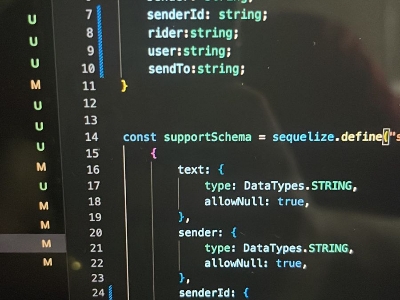 U
U
U
M
U
U
U
M
U
M
M
M
sender: string;
7 senderId: string;
8 rider:string;
9 user:string;
10 sendTo:string;
11 }
12
13
14 const supportSchema = sequelize.define("s
15 {
16 text: {
17 type: DataTypes.STRING,
18 allowNull: true,
19 },
20 sender: {
21 type: DataTypes.STRING,
22 allowNull: true,
23 },
24 senderId: {